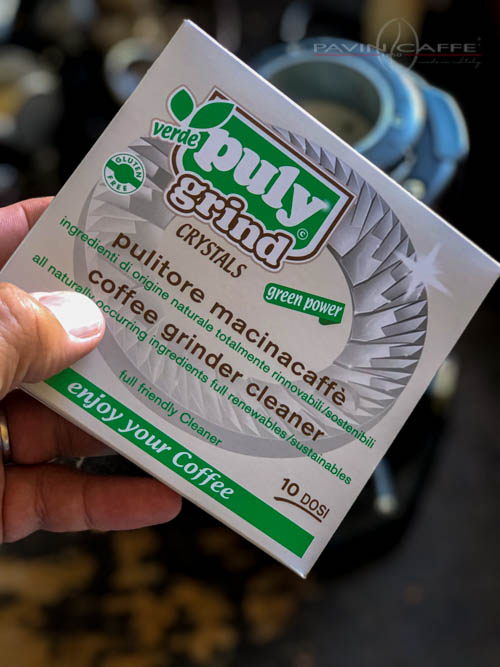 PAVIN CAFFE'
verde
puly
grind
©
CRYSTALS
GLUTEN
FREE
green power
pulitore macinacaffè
ingredienti di origine naturale totalmente rinnovabili/sostenibili
coffee grinder cleaner
all naturally occurring ingredients full renewables/sustainables
full friendly Cleaner
enjoy your Coffee
10 DOSI